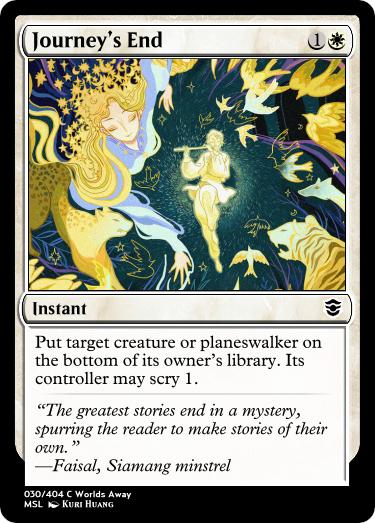 Journey's End 1
Instant
Put target creature or planeswalker on
the bottom of its owner's library. Its
controller may scry 1.
“The greatest stories end in a mystery,
spurring the reader to make stories of their
own.”
—Faisal, Siamang minstrel
030/404 C Worlds Away
MSL Kuri Huang